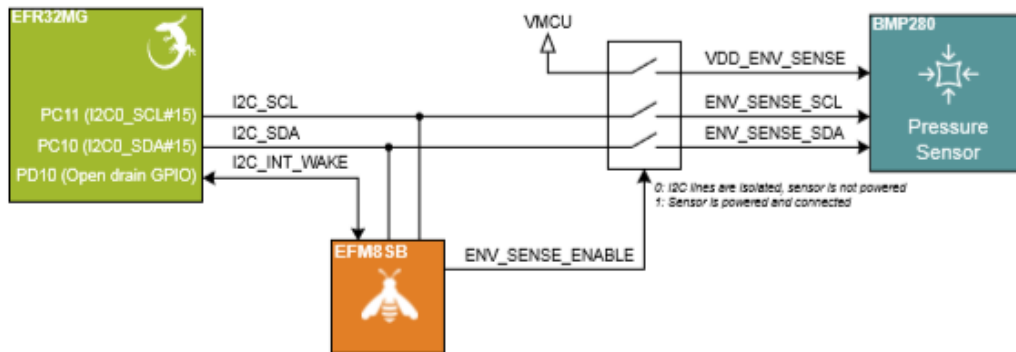 EFR32MG
PC11 (I2C0_SCL#15)
PC10 (I2C0_SDA#15)
PD10 (Open drain GPIO)
I2C_SCL
I2C_SDA
I2C_INT_WAKE
EFM8SB
ENV_SENSE_ENABLE
VMCU
VDD_ENV_SENSE
ENV_SENSE_SCL
ENV_SENSE_SDA
0: I2C lines are isolated, sensor is not powered
1: Sensor is powered and connected
BMP280
Pressure
Sensor